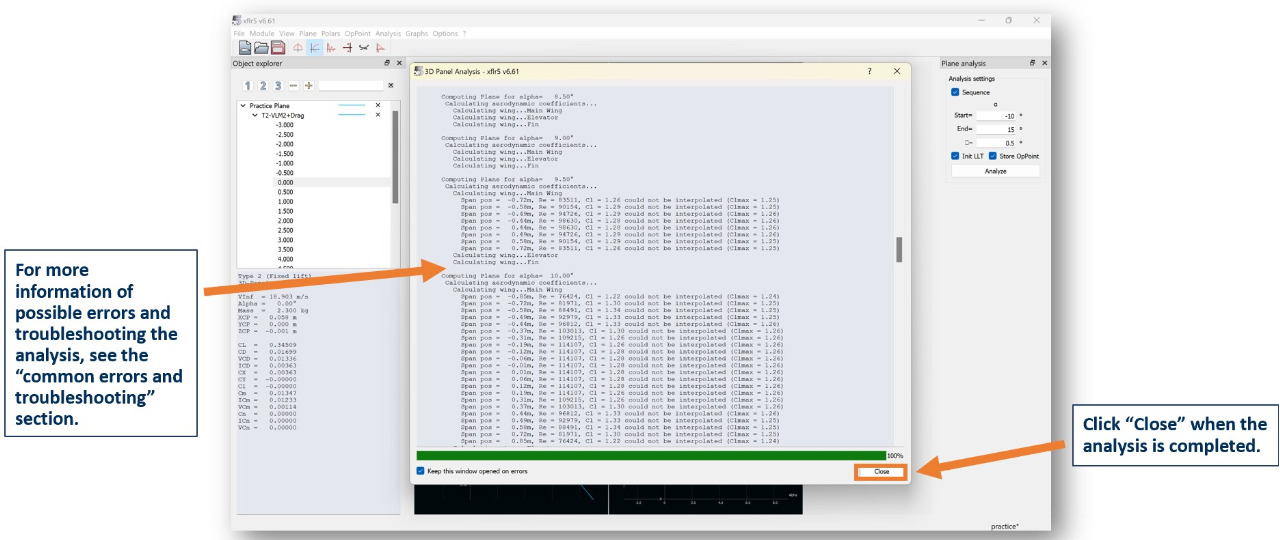 xflr5 v6.61
File Module View Plane Polars OpPoint Analysis Graphs Options ?
Object explorer
1 2 3
Practice Plane
T2-VLM2+Drag
-3.000
-2.500
-2.000
-1.500
-1.000
-0.500
0.000
0.500
1.000
1.500
2.000
2.500
3.000
3.500
4.000
Type 2 (Fixed lift)
VInf = 18.903 m/s
Alpha = 0.00°
Mass = 2.300 kg
XCP = 0.058 m
YCP = 0.000 m
ZCP = -0.001 m
CL = 0.34509
CD = 0.01699
VCD = 0.01336
ICD = 0.00363
CX = 0.00363
CY = -0.00000
Cl = -0.00000
Cm = 0.01347
ICm = 0.01233
VCm = 0.00114
Cn = 0.00000
ICn = 0.00000
VCn = 0.00000
3D Panel Analysis - xflr5 v6.61
? X
Computing Plane for alpha= 8.50°
Calculating aerodynamic coefficients...
Calculating wing...Main Wing
Calculating wing...Elevator
Calculating wing...Fin
Computing Plane for alpha= 9.00°
Calculating aerodynamic coefficients...
Calculating wing...Main Wing
Calculating wing...Elevator
Calculating wing...Fin
Computing Plane for alpha= 9.50°
Calculating aerodynamic coefficients...
Calculating wing...Main Wing
Span pos = -0.72m, Re = 83511, Cl = 1.26 could not be interpolated (Clmax = 1.25)
Span pos = -0.58m, Re = 90154, Cl = 1.29 could not be interpolated (Clmax = 1.25)
Span pos = -0.49m, Re = 94726, Cl = 1.29 could not be interpolated (Clmax = 1.26)
Span pos = -0.44m, Re = 98630, Cl = 1.28 could not be interpolated (Clmax = 1.26)
Span pos = 0.44m, Re = 98630, Cl = 1.28 could not be interpolated (Clmax = 1.26)
Span pos = 0.49m, Re = 94726, Cl = 1.29 could not be interpolated (Clmax = 1.26)
Span pos = 0.58m, Re = 90154, Cl = 1.29 could not be interpolated (Clmax = 1.25)
Span pos = 0.72m, Re = 83511, Cl = 1.26 could not be interpolated (Clmax = 1.25)
Calculating wing...Elevator
Calculating wing...Fin
Computing Plane for alpha= 10.00°
Calculating aerodynamic coefficients...
Calculating wing...Main Wing
Span pos = -0.85m, Re = 76424, Cl = 1.22 could not be interpolated (Clmax = 1.24)
Span pos = -0.72m, Re = 81971, Cl = 1.30 could not be interpolated (Clmax = 1.25)
Span pos = -0.58m, Re = 88491, Cl = 1.34 could not be interpolated (Clmax = 1.25)
Span pos = -0.49m, Re = 92979, Cl = 1.33 could not be interpolated (Clmax = 1.25)
Span pos = -0.44m, Re = 96812, Cl = 1.33 could not be interpolated (Clmax = 1.26)
Span pos = -0.37m, Re = 103013, Cl = 1.30 could not be interpolated (Clmax = 1.26)
Span pos = -0.31m, Re = 109215, Cl = 1.26 could not be interpolated (Clmax = 1.26)
Span pos = -0.19m, Re = 114107, Cl = 1.26 could not be interpolated (Clmax = 1.26)
Span pos = -0.12m, Re = 114107, Cl = 1.28 could not be interpolated (Clmax = 1.26)
Span pos = -0.06m, Re = 114107, Cl = 1.28 could not be interpolated (Clmax = 1.26)
Span pos = -0.01m, Re = 114107, Cl = 1.28 could not be interpolated (Clmax = 1.26)
Span pos = 0.01m, Re = 114107, Cl = 1.28 could not be interpolated (Clmax = 1.26)
Span pos = 0.06m, Re = 114107, Cl = 1.28 could not be interpolated (Clmax = 1.26)
Span pos = 0.12m, Re = 114107, Cl = 1.28 could not be interpolated (Clmax = 1.26)
Span pos = 0.19m, Re = 114107, Cl = 1.26 could not be interpolated (Clmax = 1.26)
Span pos = 0.31m, Re = 109215, Cl = 1.26 could not be interpolated (Clmax = 1.26)
Span pos = 0.37m, Re = 103013, Cl = 1.30 could not be interpolated (Clmax = 1.26)
Span pos = 0.44m, Re = 96812, Cl = 1.33 could not be interpolated (Clmax = 1.26)
Span pos = 0.49m, Re = 92979, Cl = 1.33 could not be interpolated (Clmax = 1.25)
Span pos = 0.58m, Re = 88491, Cl = 1.34 could not be interpolated (Clmax = 1.25)
Span pos = 0.72m, Re = 81971, Cl = 1.30 could not be interpolated (Clmax = 1.25)
Span pos = 0.85m, Re = 76424, Cl = 1.22 could not be interpolated (Clmax = 1.24)
100%
Keep this window opened on errors
Close
Plane analysis
Analysis settings
Sequence
α
Start= -10 °
End= 15 °
0.5 °
Init LLT Store OpPoint
Analyze
practice*
For more
information of
possible errors and
troubleshooting the
analysis, see the
“common errors and
troubleshooting”
section.
Click “Close” when the
analysis is completed.